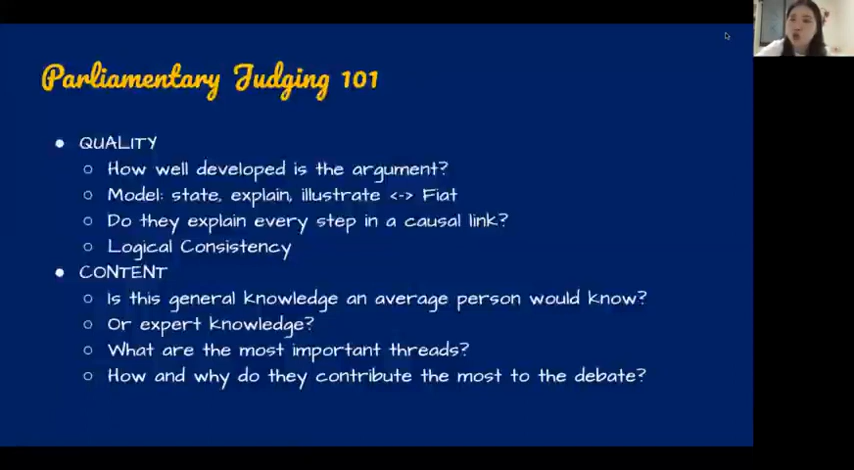 Parliamentary Judging 101
QUALITY
How well developed is the argument?
Model: state, explain, illustrate <-> Fiat
Do they explain every step in a causal link?
Logical Consistency
CONTENT
Is this general knowledge an average person would know?
Or expert knowledge?
What are the most important threads?
How and why do they contribute the most to the debate?